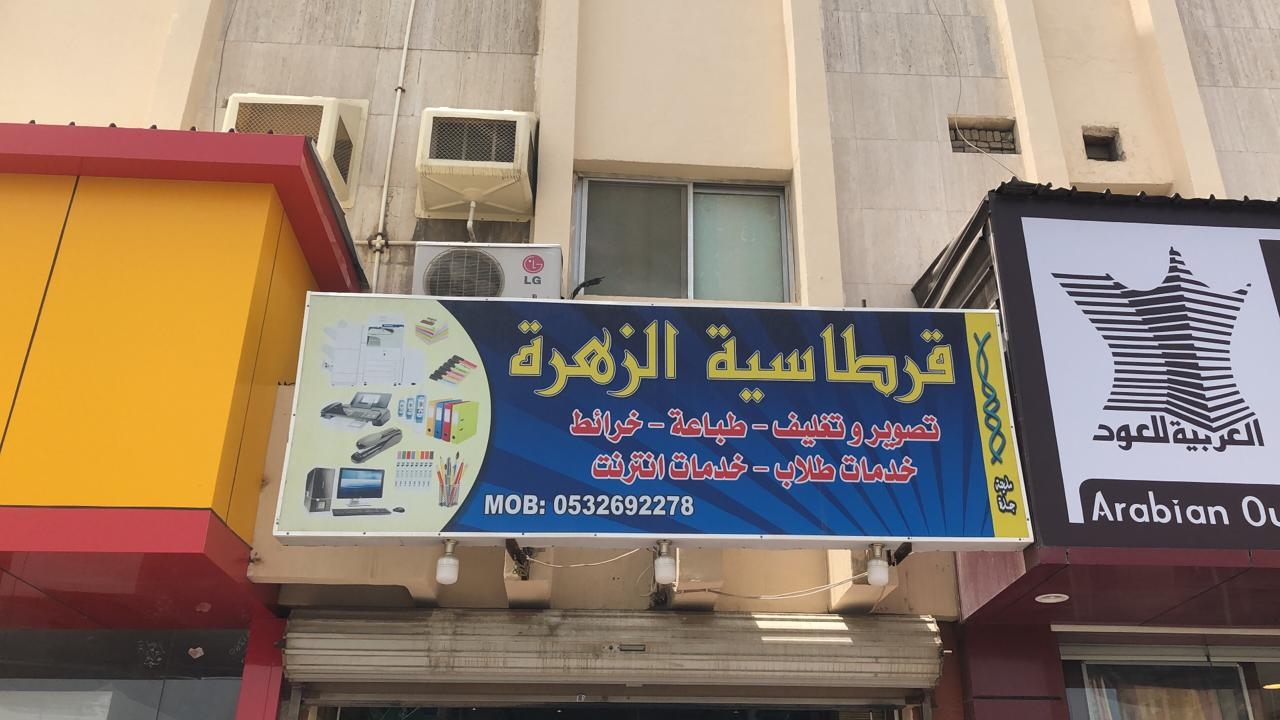 LG
قرطاسية الزهرة
تصوير و تغليف - طباعة - خرائط
خدمات طلاب - خدمات انترنت
MOB: 0532692278
العربية للعود
Arabian Ou